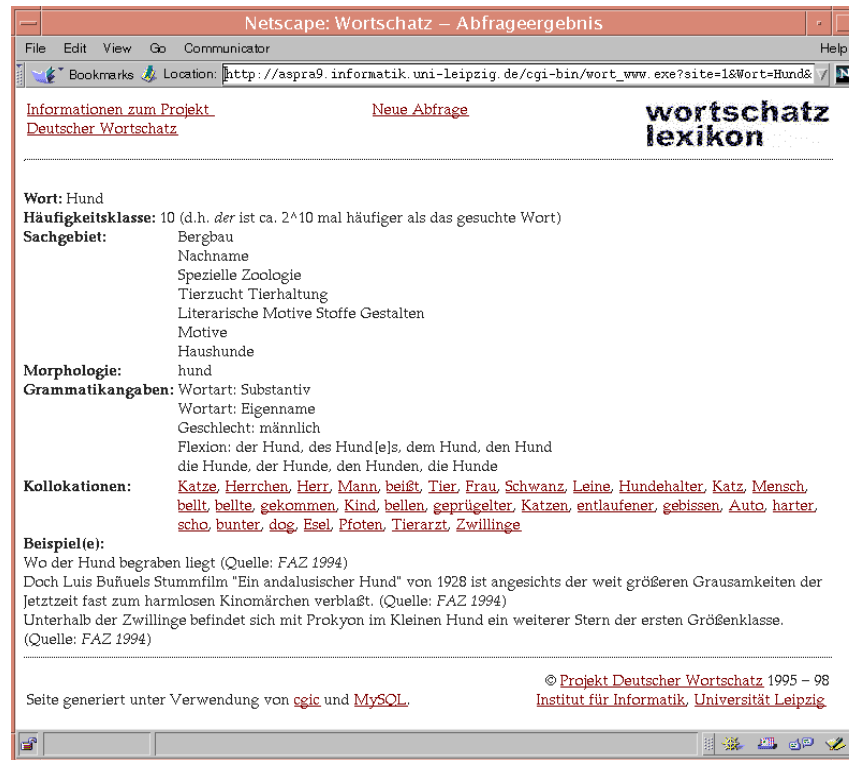 Netscape: Wortschatz – Abfrageergebnis
File Edit View Go Communicator Help
Bookmarks Location: http://aspra9.informatik.uni-leipzig.de/cgi-bin/wort_www.exe?site=1&Wort=Hund& N
Informationen zum Projekt Neue Abfrage wortschatz
Deutscher Wortschatz lexikon
Wort: Hund
Häufigkeitsklasse: 10 (d.h. der ist ca. 2^10 mal häufiger als das gesuchte Wort)
Sachgebiet: Bergbau
Nachname
Spezielle Zoologie
Tierzucht Tierhaltung
Literarische Motive Stoffe Gestalten
Motive
Haushunde
Morphologie: hund
Grammatikangaben: Wortart: Substantiv
Wortart: Eigenname
Geschlecht: männlich
Flexion: der Hund, des Hund[e]s, dem Hund, den Hund
die Hunde, der Hunde, den Hunden, die Hunde
Kollokationen: Katze, Herrchen, Herr, Mann, beißt, Tier, Frau, Schwanz, Leine, Hundehalter, Katz, Mensch,
bellt, bellte, gekommen, Kind, bellen, geprügelter, Katzen, entlaufener, gebissen, Auto, harter,
scho, bunter, dog, Esel, Pfoten, Tierarzt, Zwillinge
Beispiel(e):
Wo der Hund begraben liegt (Quelle: FAZ 1994)
Doch Luis Buñuels Stummfilm "Ein andalusischer Hund" von 1928 ist angesichts der weit größeren Grausamkeiten der
Jetztzeit fast zum harmlosen Kinomärchen verblaßt. (Quelle: FAZ 1994)
Unterhalb der Zwillinge befindet sich mit Prokyon im Kleinen Hund ein weiterer Stern der ersten Größenklasse.
(Quelle: FAZ 1994)
© Projekt Deutscher Wortschatz 1995 – 98
Seite generiert unter Verwendung von cgic und MySQL. Institut für Informatik, Universität Leipzig